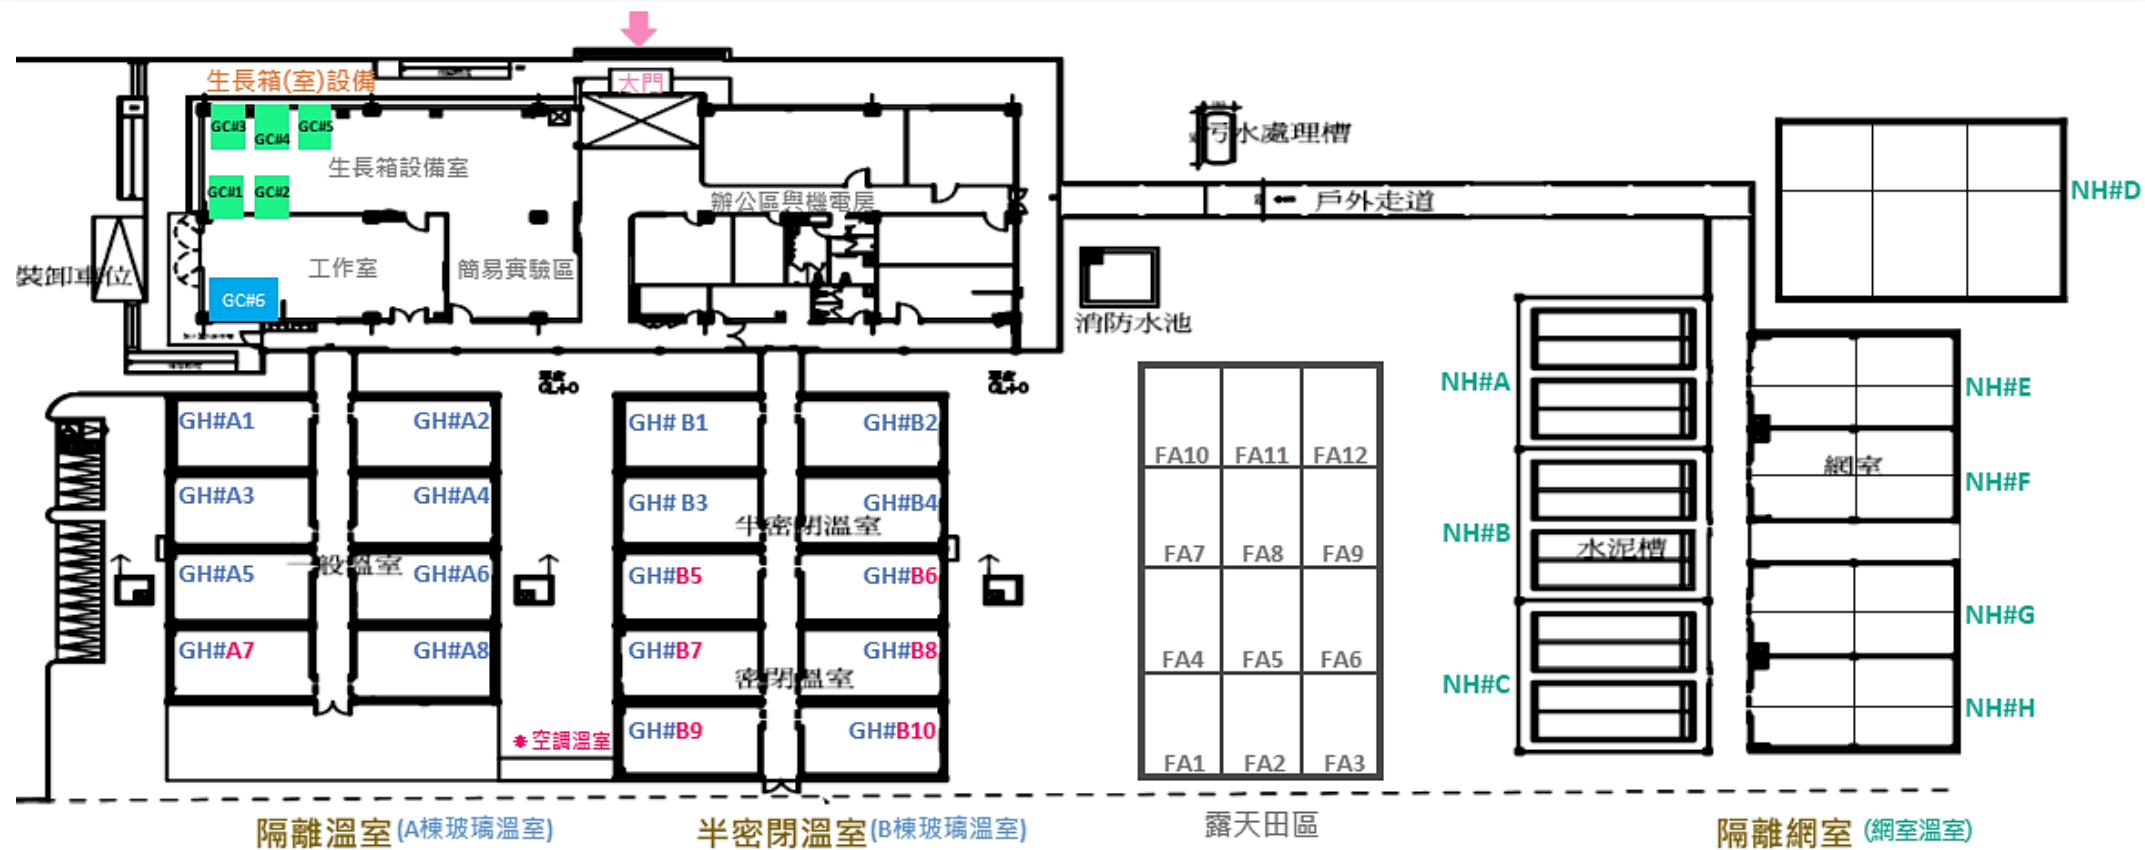 大門
生長箱(室)設備
GC#3
GC#4
GC#5
生長箱設備室
GC#1
GC#2
辦公區與機電房
污水處理槽
戶外走道
NH#D
裝卸車位
工作室
簡易實驗區
GC#6
消防水池
GH#A1
GH#A2
GH#A3
GH#A4
一般溫室
GH#A5
GH#A6
GH#A7
GH#A8
GH# B1
GH#B2
GH# B3
GH#B4
半密閉溫室
GH#B5
GH#B6
GH#B7
GH#B8
密閉溫室
GH#B9
GH#B10
*空調溫室
FA10 FA11 FA12
FA7 FA8 FA9
FA4 FA5 FA6
FA1 FA2 FA3
NH#A
NH#B
水泥槽
NH#C
NH#E
網室
NH#F
NH#G
NH#H
隔離溫室(A棟玻璃溫室)
半密閉溫室(B棟玻璃溫室)
露天田區
隔離網室 (網室溫室)